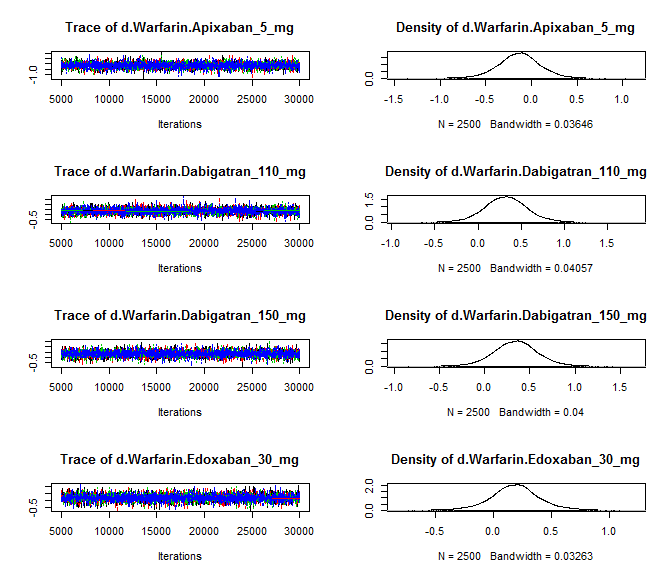 Trace of d.Warfarin.Apixaban_5_mg
-1.0
5000 10000 15000 20000 25000 30000
Iterations
Density of d.Warfarin.Apixaban_5_mg
0.0
-1.5 -1.0 -0.5 0.0 0.5 1.0
N = 2500 Bandwidth = 0.03646
Trace of d.Warfarin.Dabigatran_110_mg
-0.5
5000 10000 15000 20000 25000 30000
Iterations
Density of d.Warfarin.Dabigatran_110_mg
0.0 1.5
-1.0 -0.5 0.0 0.5 1.0 1.5
N = 2500 Bandwidth = 0.04057
Trace of d.Warfarin.Dabigatran_150_mg
-0.5
5000 10000 15000 20000 25000 30000
Iterations
Density of d.Warfarin.Dabigatran_150_mg
0.0
-1.0 -0.5 0.0 0.5 1.0 1.5
N = 2500 Bandwidth = 0.04
Trace of d.Warfarin.Edoxaban_30_mg
-0.5
5000 10000 15000 20000 25000 30000
Iterations
Density of d.Warfarin.Edoxaban_30_mg
0.0 2.0
-0.5 0.0 0.5 1.0
N = 2500 Bandwidth = 0.03263